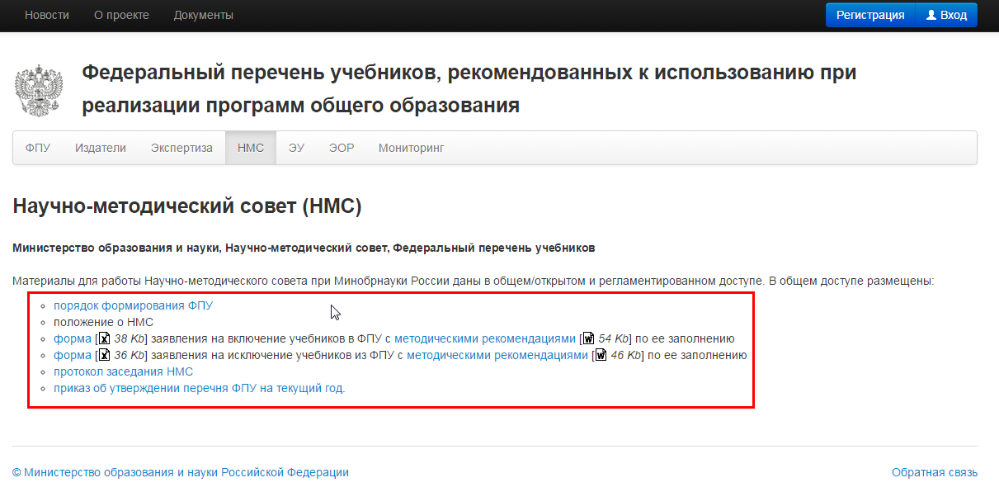 Новости О проекте Документы Регистрация Вход
Федеральный перечень учебников, рекомендованных к использованию при
реализации программ общего образования
ФПУ Издатели Экспертиза НМС ЭУ ЭОР Мониторинг
Научно-методический совет (НМС)
Министерство образования и науки, Научно-методический совет, Федеральный перечень учебников
Материалы для работы Научно-методического совета при Минобрнауки России даны в общем/открытом и регламентированном доступе. В общем доступе размещены:
порядок формирования ФПУ
положение о НМС
форма [X 38 Kb] заявления на включение учебников в ФПУ с методическими рекомендациями [W 54 Kb] по ее заполнению
форма [X 36 Kb] заявления на исключение учебников из ФПУ с методическими рекомендациями [W 46 Kb] по ее заполнению
протокол заседания НМС
приказ об утверждении перечня ФПУ на текущий год.
© Министерство образования и науки Российской Федерации Обратная связь